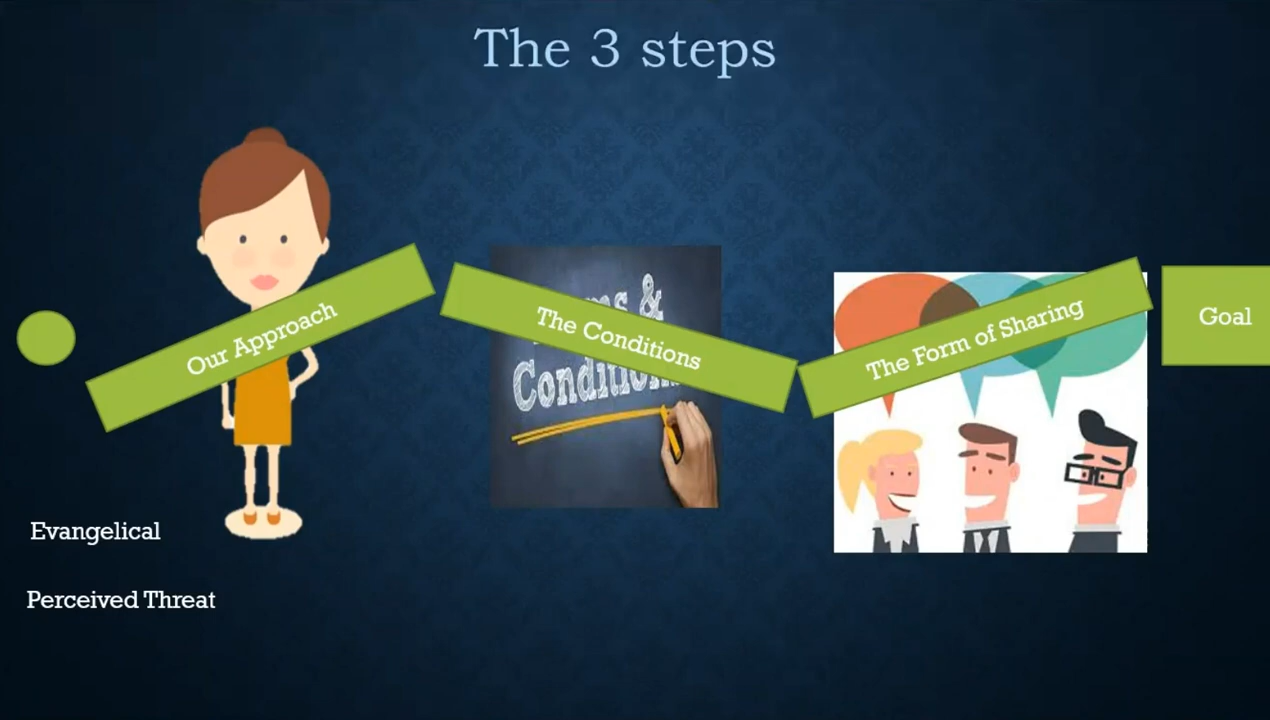 The 3 steps
Our Approach
The Conditions
The Form of Sharing
Goal
&
Evangelical
Perceived Threat